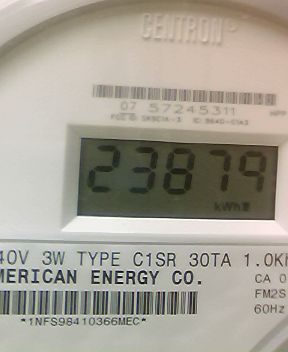 CENTRON®
07 57245311
23879
kWh
40V 3W TYPE C1SR 30TA 1.0K
MERICAN ENERGY CO.
CA 0
FM2S
60Hz
*1NFS98410366MEC*